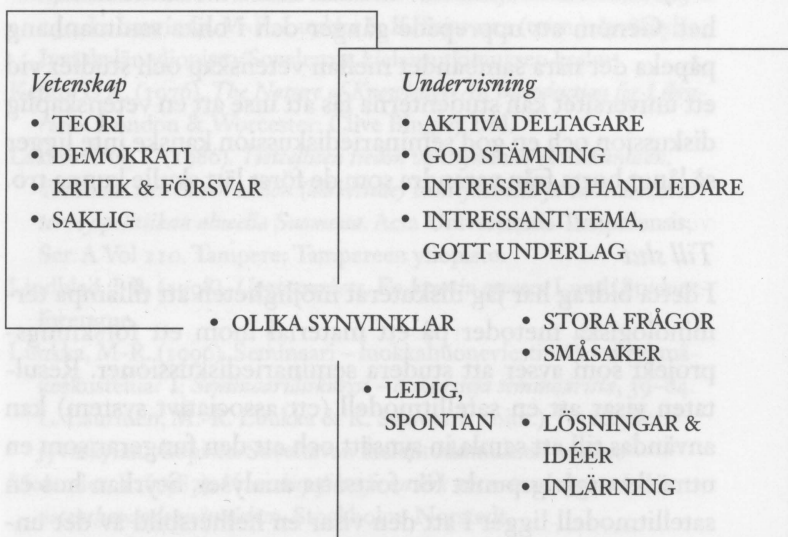 Vetenskap
• TEORI
• DEMOKRATI
• KRITIK & FÖRSVAR
• SAKLIG
Undervisning
• AKTIVA DELTAGARE
• GOD STÄMNING
• INTRESSERAD HANDLEDARE
• INTRESSANT TEMA,
GOTT UNDERLAG
• OLIKA SYNVINKLAR
• STORA FRÅGOR
• SMÅSAKER
• LEDIG,
SPONTAN
• LÖSNINGAR &
IDÉER
• INLÄRNING